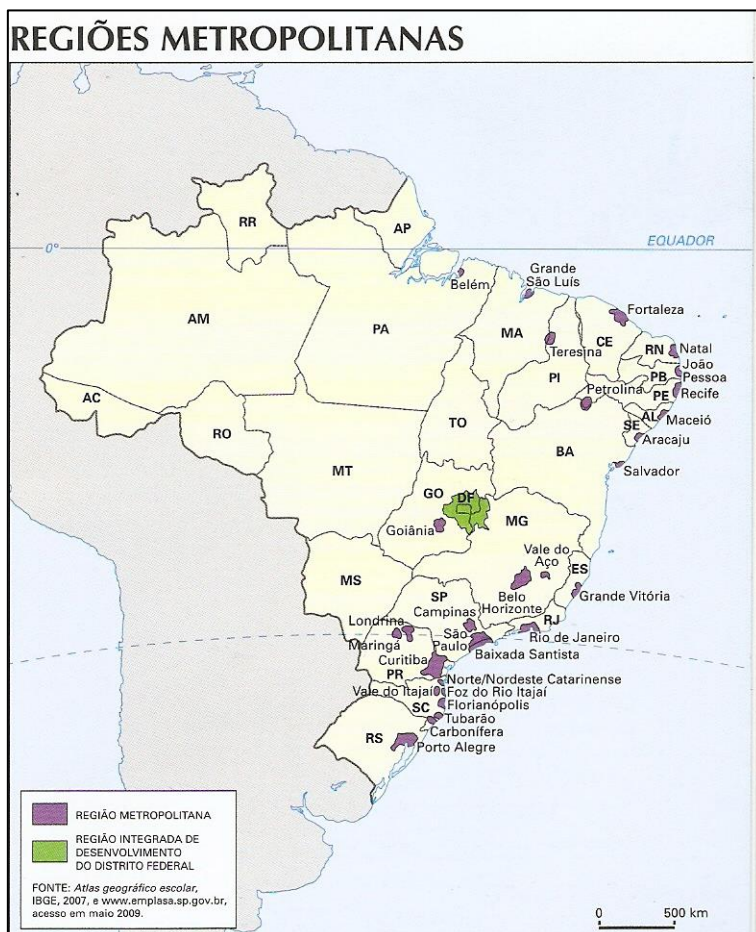 REGIÕES METROPOLITANAS
RR
AP
0°
EQUADOR
Belém
Grande
São Luís
Fortaleza
AM
PA
MA
CE
Teresina
RN
Natal
João
Pessoa
PB
PI
Petrolina
PE
Recife
AC
AL
Maceió
TO
SE
RO
Aracaju
BA
MT
Salvador
GO
DF
MG
Goiânia
Vale do
Aço
ES
MS
Belo
Horizonte
Grande Vitória
SP
Campinas
RJ
Londrina
São
Paulo
Rio de Janeiro
Maringá
Baixada Santista
Curitiba
PR
Norte/Nordeste Catarinense
Vale do Itajaí
Foz do Rio Itajaí
SC
Florianópolis
Tubarão
Carbonífera
RS
Porto Alegre
REGIÃO METROPOLITANA
REGIÃO INTEGRADA DE
DESENVOLVIMENTO
DO DISTRITO FEDERAL
FONTE: Atlas geográfico escolar,
IBGE, 2007, e www.emplasa.sp.gov.br,
acesso em maio 2009.
0 500 km